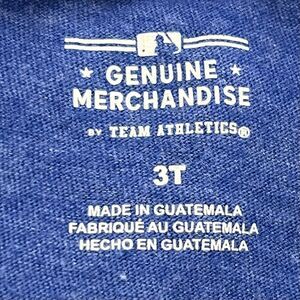 GENUINE
MERCHANDISE
BY TEAM ATHLETICS®
3T
MADE IN GUATEMALA
FABRIQUÉ AU GUATEMALA
HECHO EN GUATEMALA